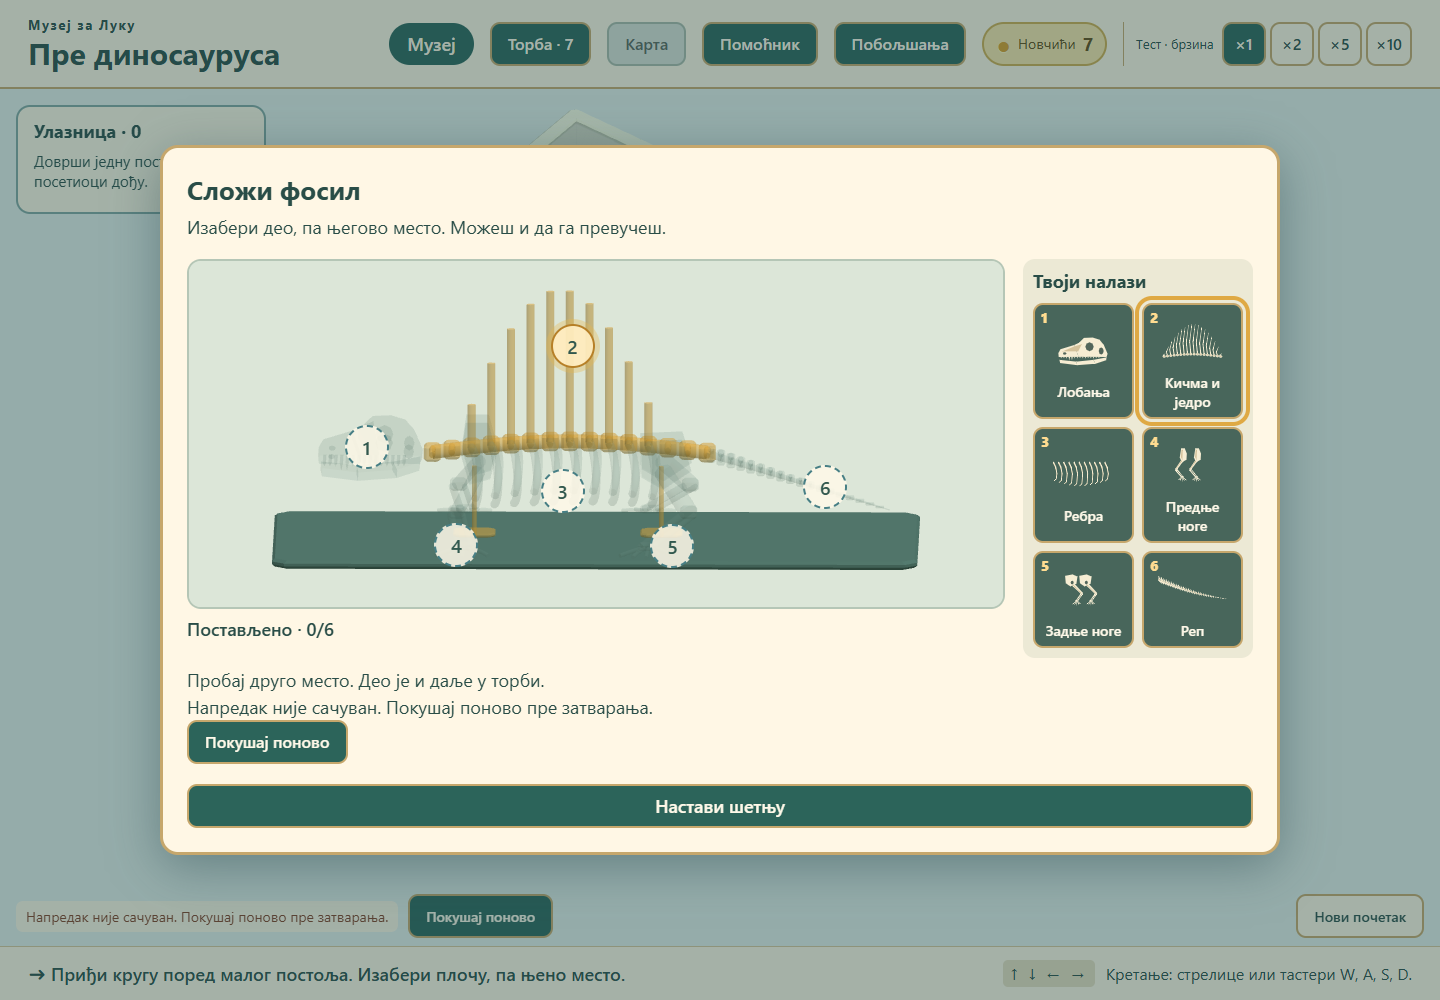 Музеј за Луку
Пре диносауруса
Музеј
Торба · 7
Карта
Помоћник
Побољшања
Новчићи 7
Тест · брзина
×1
×2
×5
×10
Улазница · 0
Доврши једну пос
посетиоци дођу.
Сложи фосил
Изабери део, па његово место. Можеш и да га превучеш.
1
2
3
4
5
6
Твоји налази
1
Лобања
2
Кичма и
једро
3
Ребра
4
Предње
ноге
5
Задње ноге
6
Реп
Постављено · 0/6
Пробај друго место. Део је и даље у торби.
Напредак није сачуван. Покушај поново пре затварања.
Покушај поново
Настави шетњу
Напредак није сачуван. Покушај поново пре затварања.
Покушај поново
Нови почетак
→ Приђи кругу поред малог постоља. Изабери плочу, па њено место.
↑ ↓ ← → Кретање: стрелице или тастери W, A, S, D.